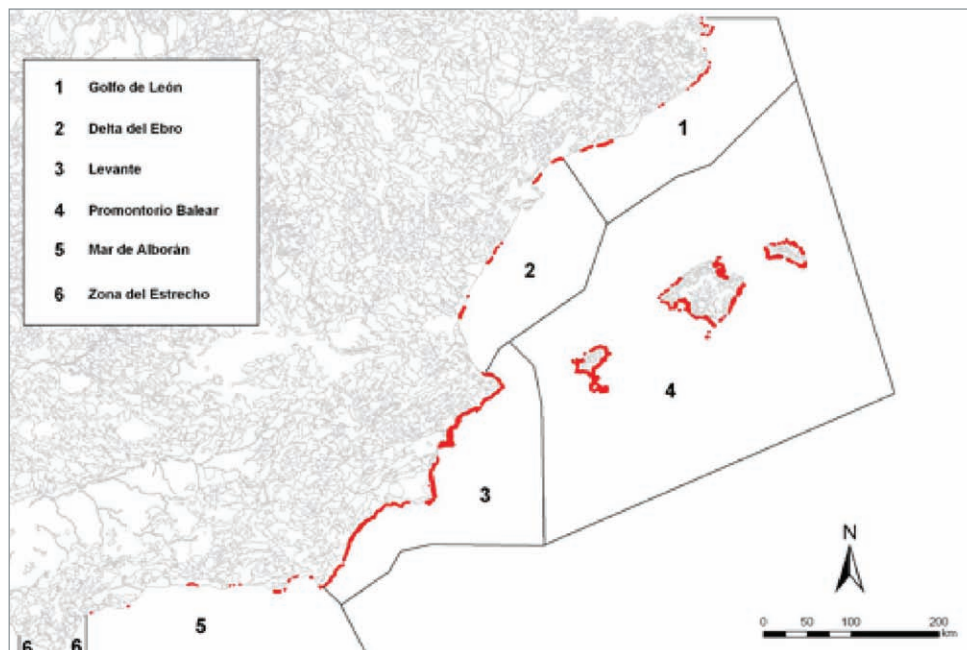 1 Golfo de León
2 Delta del Ebro
3 Levante
4 Promontorio Balear
5 Mar de Alborán
6 Zona del Estrecho
1
2
4
3
N
5
6 6
0 50 100 200
km